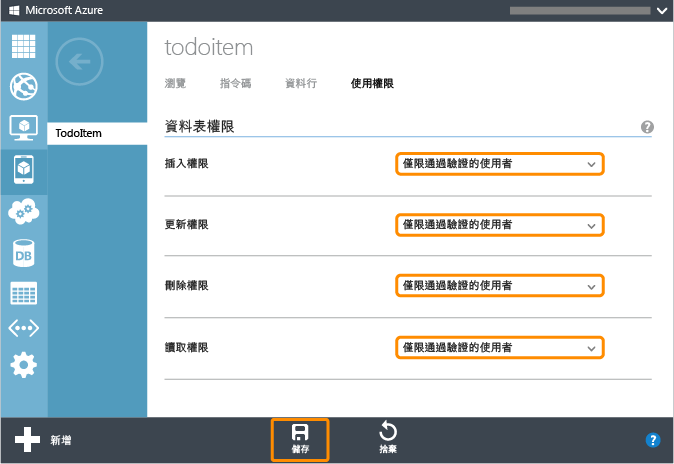 Microsoft Azure
todoitem
瀏覽 指令碼 資料行 使用權限
TodoItem
資料表權限
?
插入權限 僅限通過驗證的使用者
更新權限 僅限通過驗證的使用者
刪除權限 僅限通過驗證的使用者
讀取權限 僅限通過驗證的使用者
DB
新增 儲存 捨棄 ?